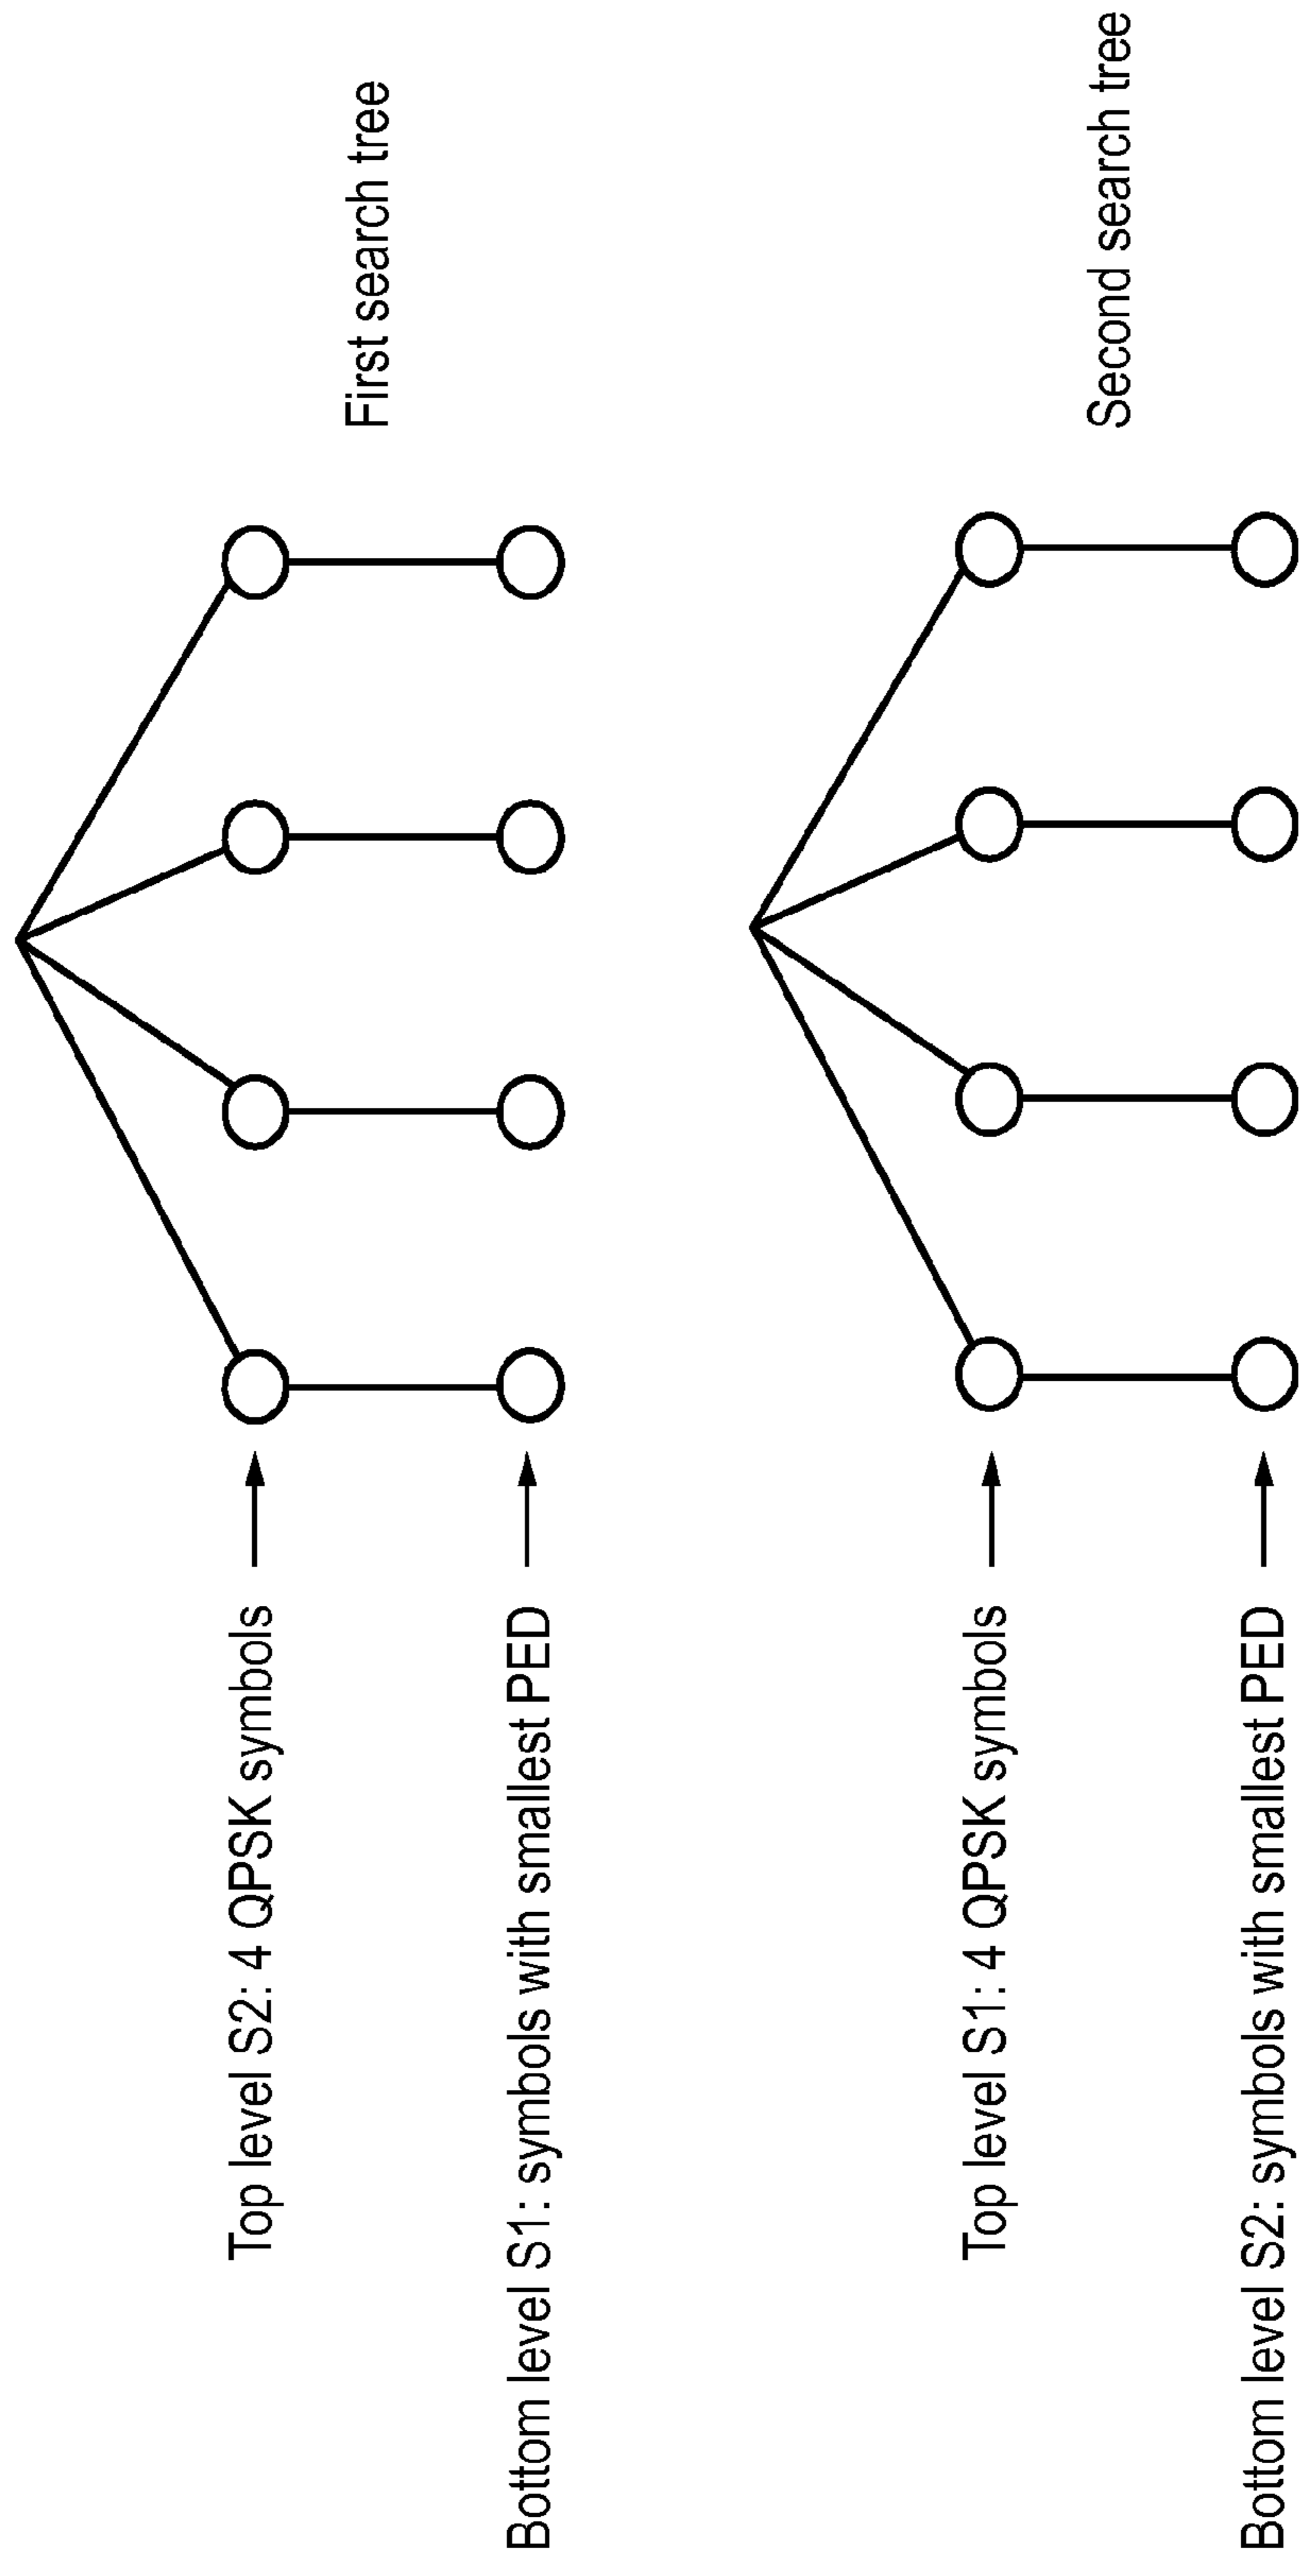 First search tree
Top level S2: 4 QPSK symbols
Bottom level S1: symbols with smallest PED
Second search tree
Top level S1: 4 QPSK symbols
Bottom level S2: symbols with smallest PED